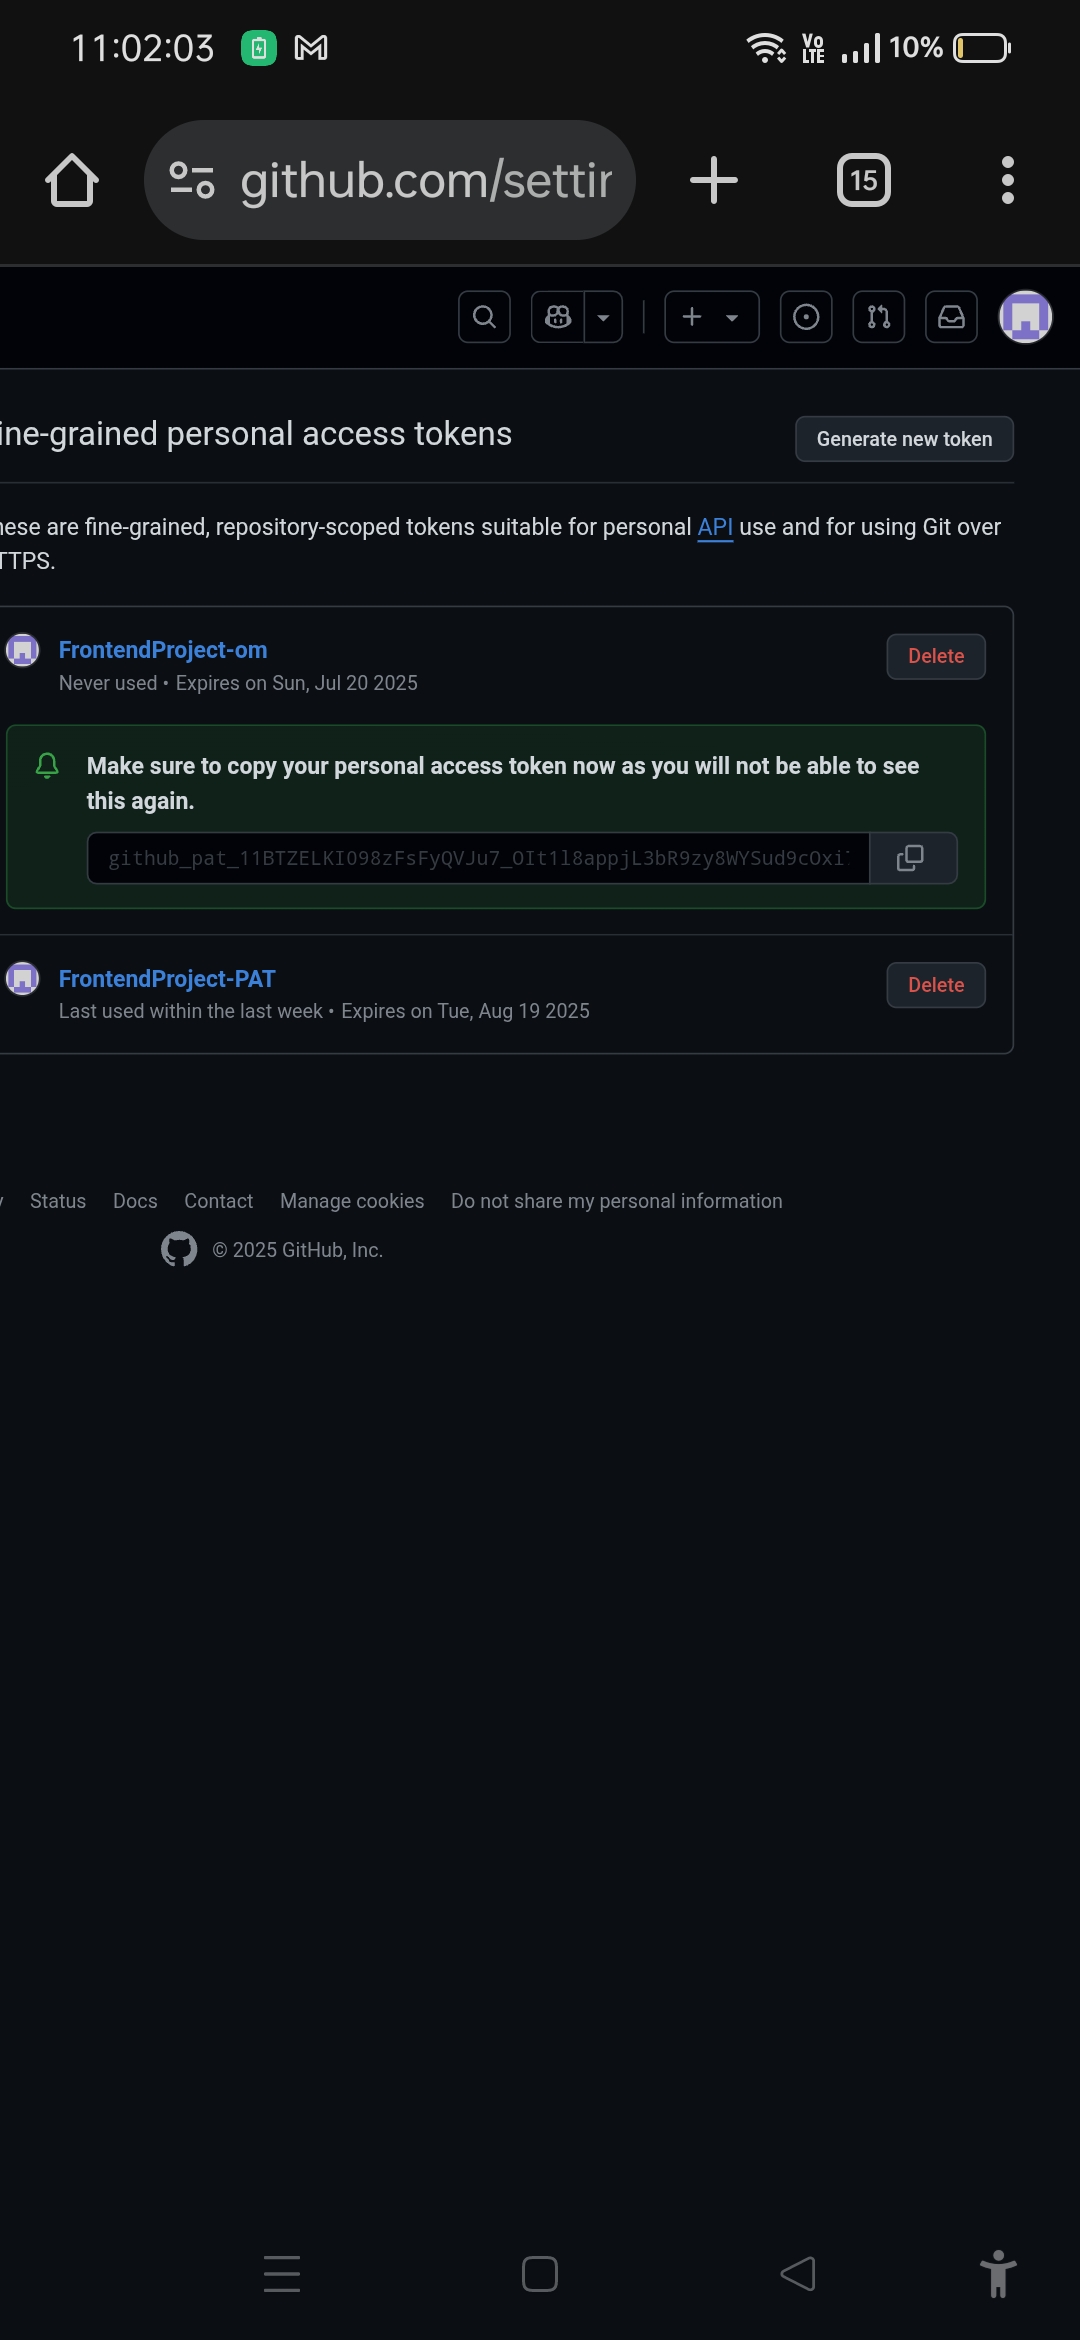 11:02:03 Vo LTE 10%
github.com/settir 15
ine-grained personal access tokens Generate new token
hese are fine-grained, repository-scoped tokens suitable for personal API use and for using Git over
TTPS.
FrontendProject-om Delete
Never used • Expires on Sun, Jul 20 2025
Make sure to copy your personal access token now as you will not be able to see
this again.
FrontendProject-PAT Delete
Last used within the last week • Expires on Tue, Aug 19 2025
y Status Docs Contact Manage cookies Do not share my personal information
© 2025 GitHub, Inc.